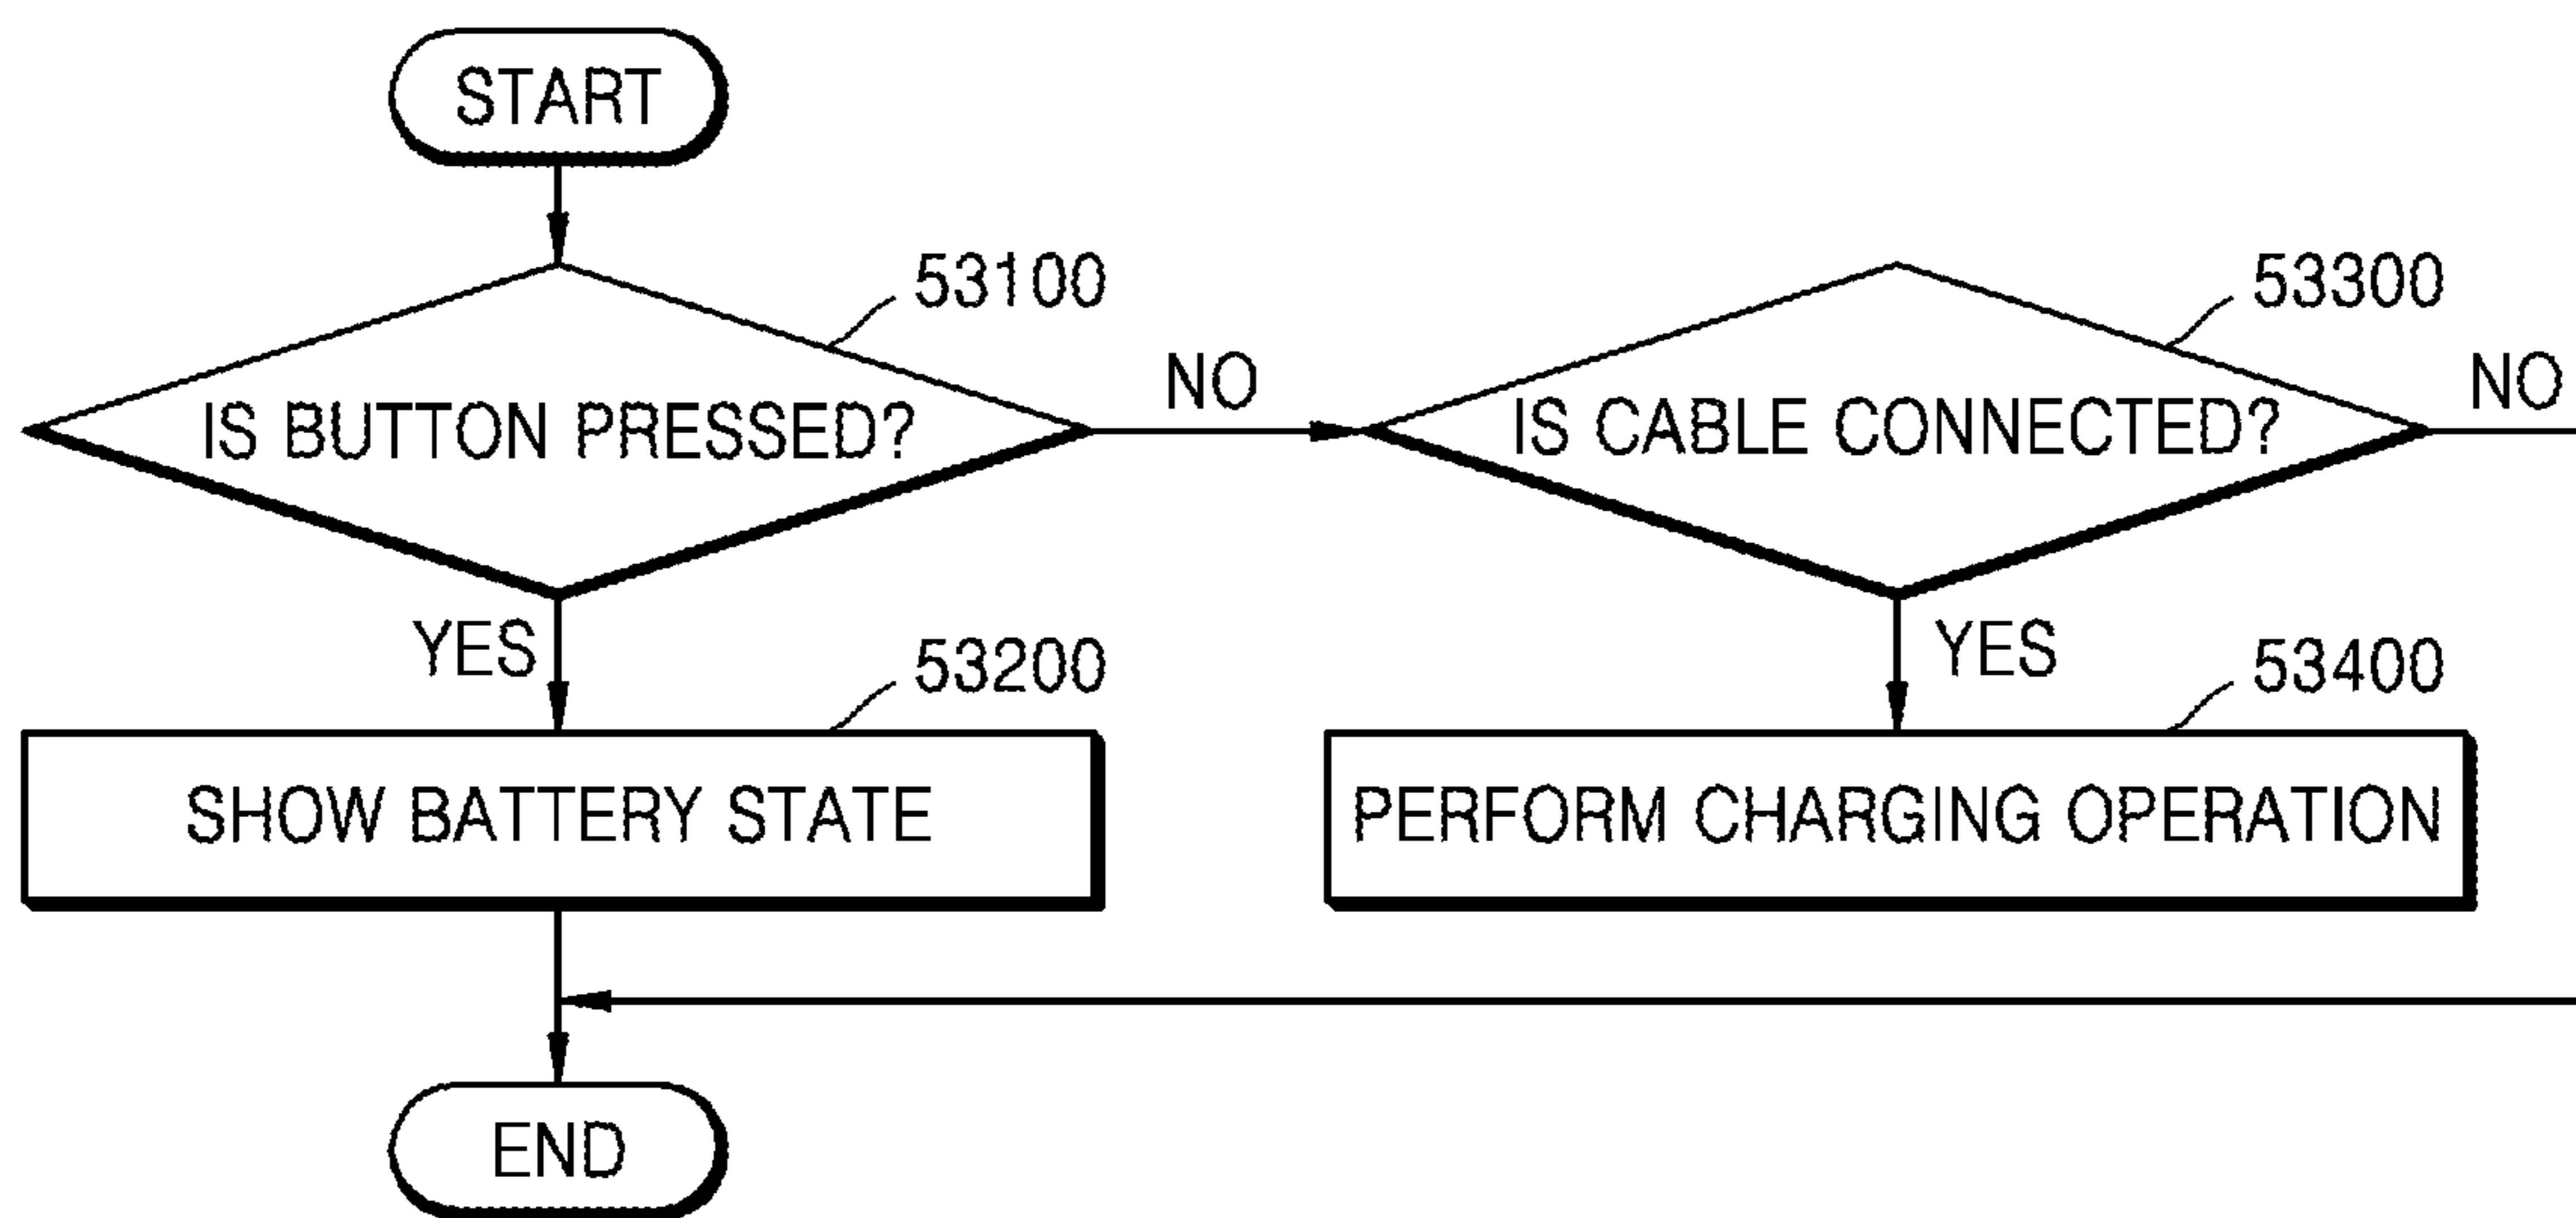 START
53100
IS BUTTON PRESSED?
NO
53300
IS CABLE CONNECTED?
NO
YES
53200
SHOW BATTERY STATE
YES
53400
PERFORM CHARGING OPERATION
END